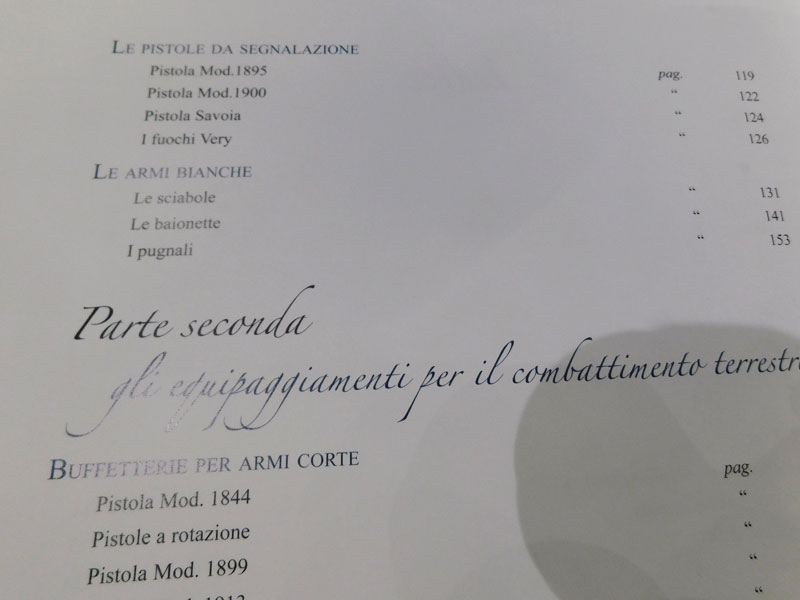 LE PISTOLE DA SEGNALAZIONE
Pistola Mod.1895 pag. 119
Pistola Mod.1900 “ 122
Pistola Savoia “ 124
I fuochi Very “ 126
LE ARMI BIANCHE
Le sciabole “ 131
Le baionette “ 141
I pugnali “ 153
Parte seconda
gli equipaggiamenti per il combattimento terrestre
BUFFETTERIE PER ARMI CORTE pag.
Pistola Mod. 1844 “
Pistole a rotazione “
Pistola Mod. 1899 “